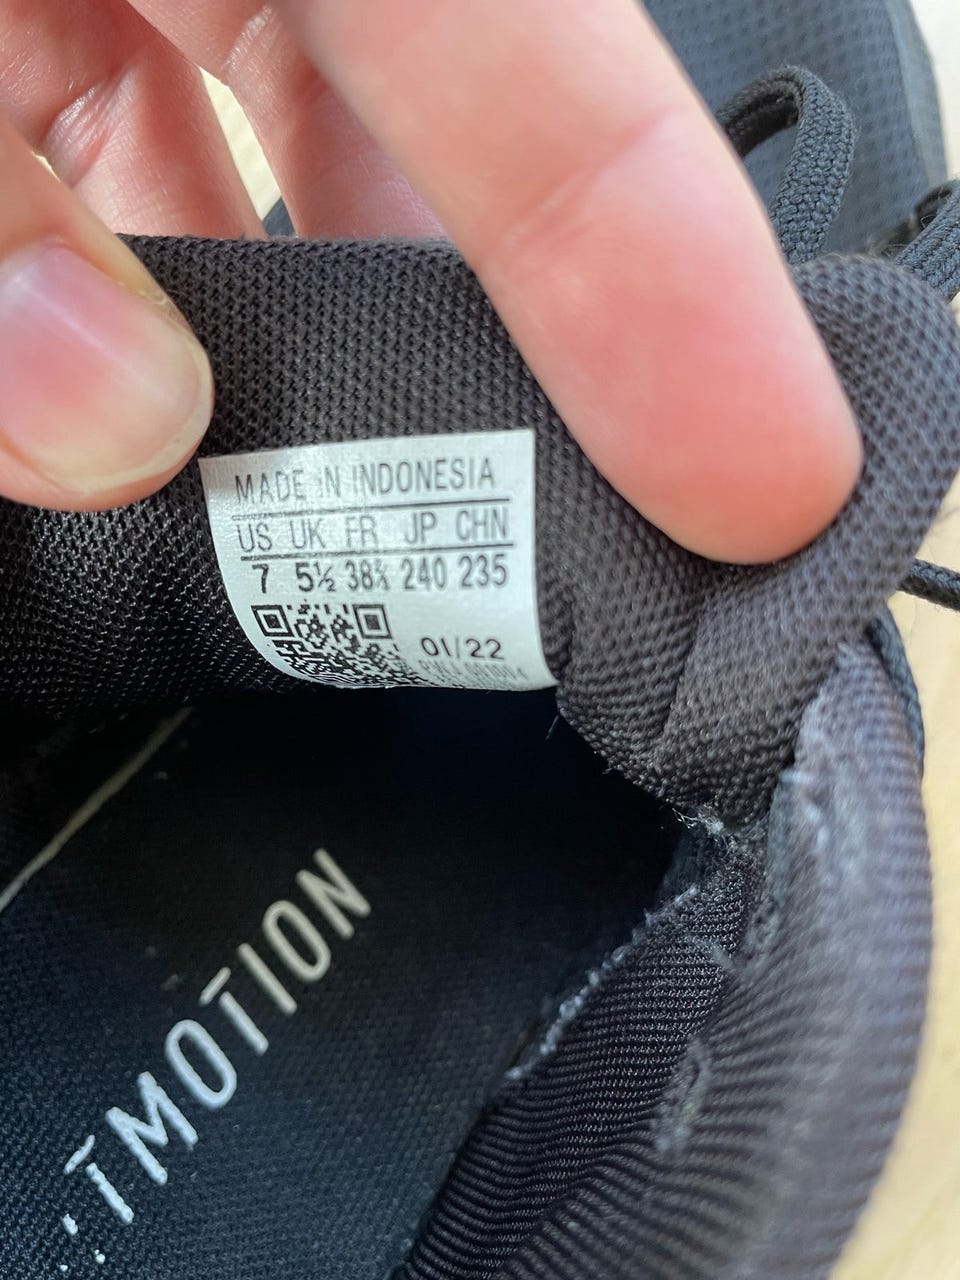 MADE IN INDONESIA
US UK FR JP CHN
7 5½ 38⅔ 240 235
01/22
MOTION